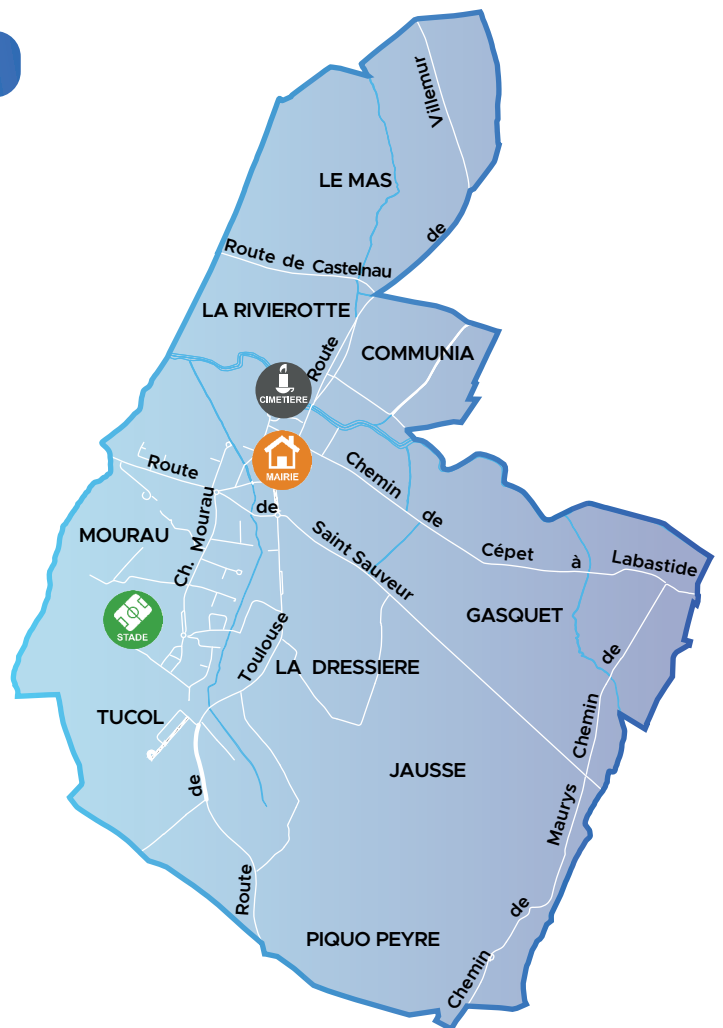 Villemur
LE MAS
de
Route de Castelnau
LA RIVIEROTTE
Route
COMMUNIA
CIMETIERE
MAIRIE
Route
de
Saint Sauveur
Chemin de Cépet à Labastide
MOURAU
Ch. Mourau
GASQUET
STADE
Toulouse
LA DRESSIERE
TUCOL
de
Route
JAUSSE
Chemin de
Maurys
de
Chemin
PIQUO PEYRE